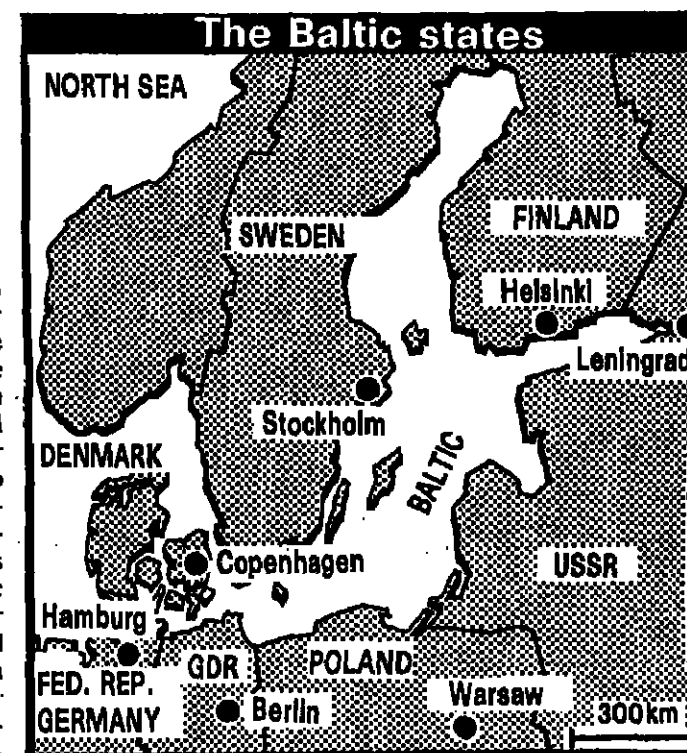 The Baltic states
NORTH SEA
SWEDEN
FINLAND
Helsinki
Leningrad
Stockholm
DENMARK
BALTIC
Copenhagen
USSR
Hamburg
GDR
POLAND
FED. REP.
GERMANY
Berlin
Warsaw
300km